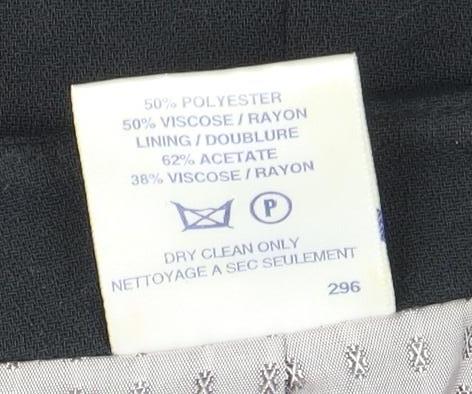 50% POLYESTER
50% VISCOSE / RAYON
LINING / DOUBLURE
62% ACETATE
38% VISCOSE / RAYON
P
DRY CLEAN ONLY
NETTOYAGE A SEC SEULEMENT
296